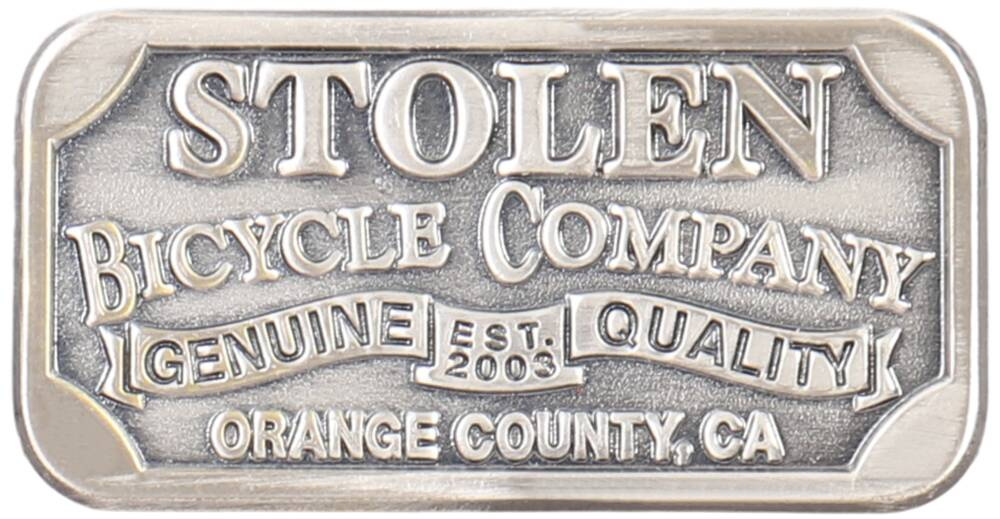 STOLEN
BICYCLE COMPANY
GENUINE EST. 2003 QUALITY
ORANGE COUNTY, CA